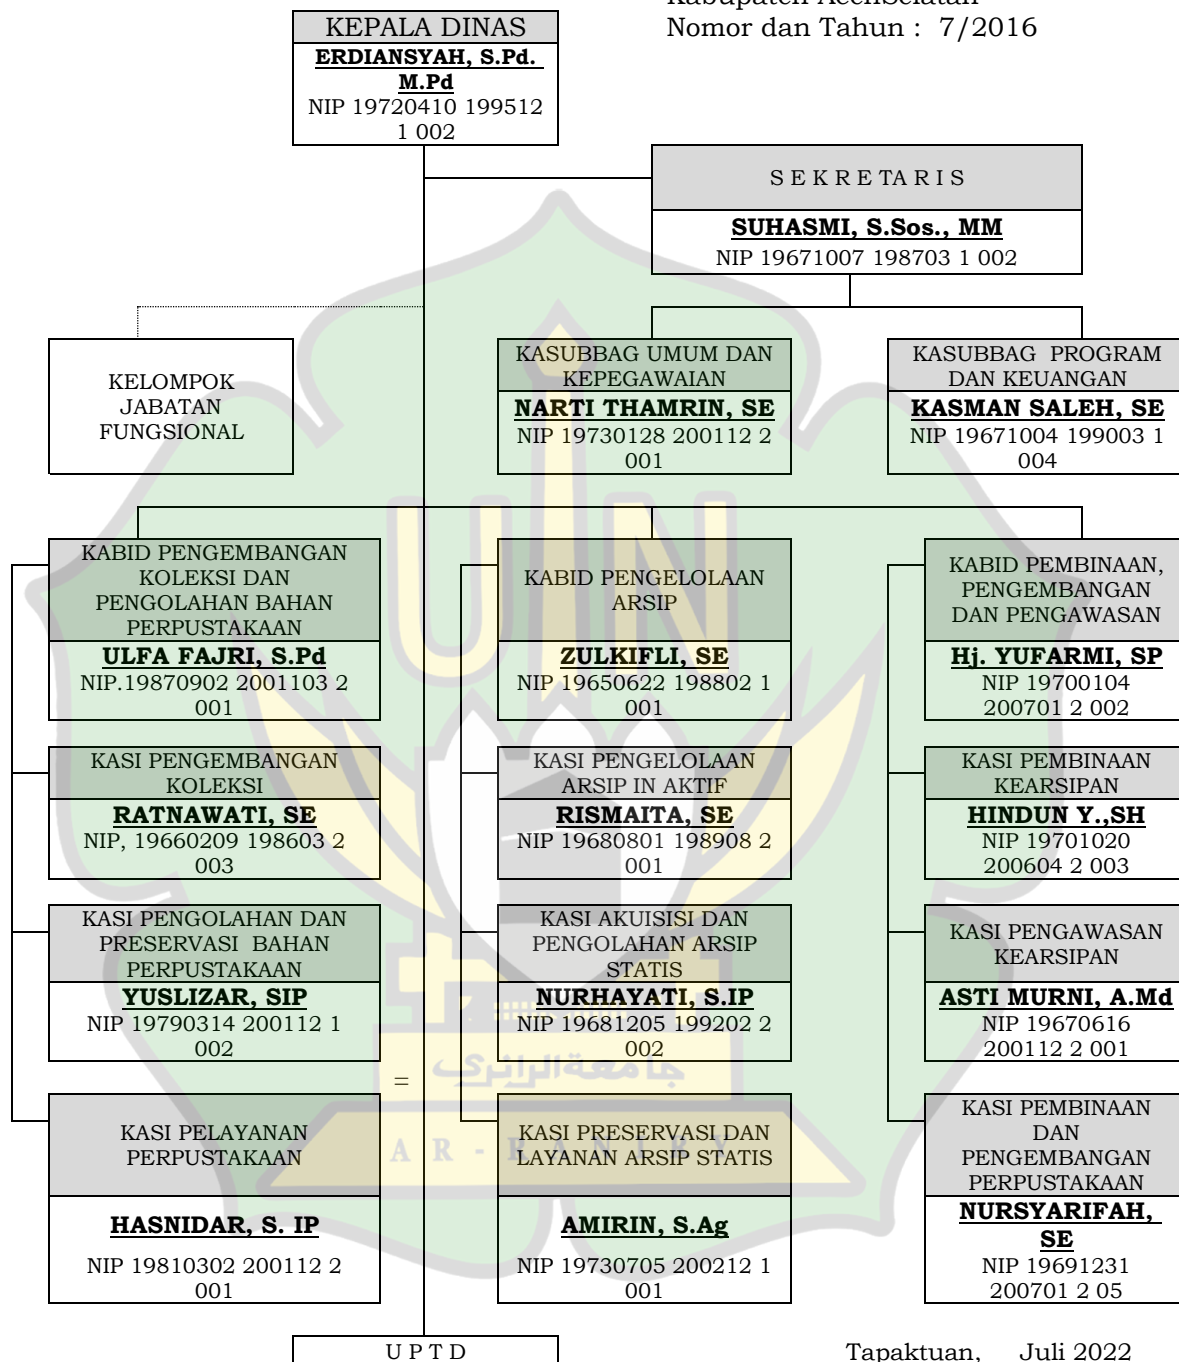 Kabupaten AcehSelatan
Nomor dan Tahun : 7/2016
KEPALA DINAS
ERDIANSYAH, S.Pd.
M.Pd
NIP 19720410 199512
1 002
S E K R E TA R I S
SUHASMI, S.Sos., MM
NIP 19671007 198703 1 002
KELOMPOK
JABATAN
FUNGSIONAL
KASUBBAG UMUM DAN
KEPEGAWAIAN
NARTI THAMRIN, SE
NIP 19730128 200112 2
001
KASUBBAG PROGRAM
DAN KEUANGAN
KASMAN SALEH, SE
NIP 19671004 199003 1
004
KABID PENGEMBANGAN
KOLEKSI DAN
PENGOLAHAN BAHAN
PERPUSTAKAAN
ULFA FAJRI, S.Pd
NIP.19870902 2001103 2
001
KABID PENGELOLAAN
ARSIP
ZULKIFLI, SE
NIP 19650622 198802 1
001
KABID PEMBINAAN,
PENGEMBANGAN
DAN PENGAWASAN
Hj. YUFARMI, SP
NIP 19700104
200701 2 002
KASI PENGEMBANGAN
KOLEKSI
RATNAWATI, SE
NIP, 19660209 198603 2
003
KASI PENGELOLAAN
ARSIP IN AKTIF
RISMAITA, SE
NIP 19680801 198908 2
001
KASI PEMBINAAN
KEARSIPAN
HINDUN Y.,SH
NIP 19701020
200604 2 003
KASI PENGOLAHAN DAN
PRESERVASI BAHAN
PERPUSTAKAAN
YUSLIZAR, SIP
NIP 19790314 200112 1
002
KASI AKUISISI DAN
PENGOLAHAN ARSIP
STATIS
NURHAYATI, S.IP
NIP 19681205 199202 2
002
KASI PENGAWASAN
KEARSIPAN
ASTI MURNI, A.Md
NIP 19670616
200112 2 001
=
جامعةالرانري
AR-RANIRY
KASI PELAYANAN
PERPUSTAKAAN
HASNIDAR, S. IP
NIP 19810302 200112 2
001
KASI PRESERVASI DAN
LAYANAN ARSIP STATIS
AMIRIN, S.Ag
NIP 19730705 200212 1
001
KASI PEMBINAAN
DAN
PENGEMBANGAN
PERPUSTAKAAN
NURSYARIFAH,
SE
NIP 19691231
200701 2 05
U P T D
Tapaktuan, Juli 2022
UIN